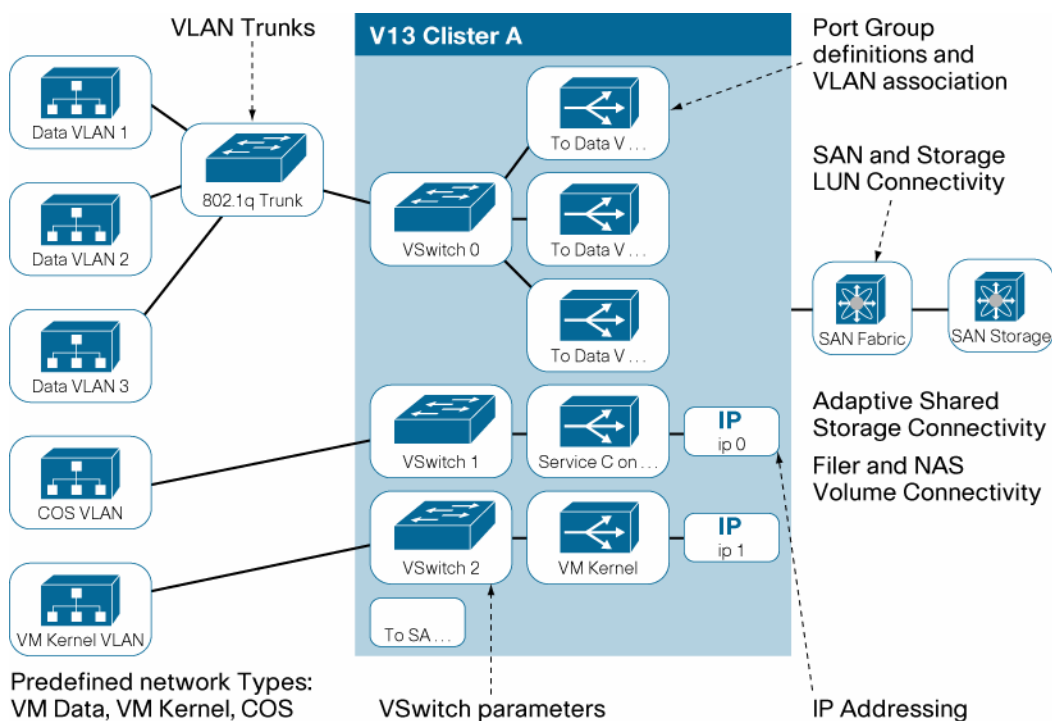 VLAN Trunks
V13 Clister A
Port Group
definitions and
VLAN association
Data VLAN 1
To Data V ...
802.1q Trunk
SAN and Storage
LUN Connectivity
Data VLAN 2
VSwitch 0
To Data V ...
Data VLAN 3
To Data V ...
SAN Fabric
SAN Storage
Adaptive Shared
Storage Connectivity
Filer and NAS
Volume Connectivity
COS VLAN
VSwitch 1
Service C on ...
IP
ip 0
VM Kernel VLAN
VSwitch 2
VM Kernel
IP
ip 1
To SA ...
Predefined network Types:
VM Data, VM Kernel, COS
VSwitch parameters
IP Addressing